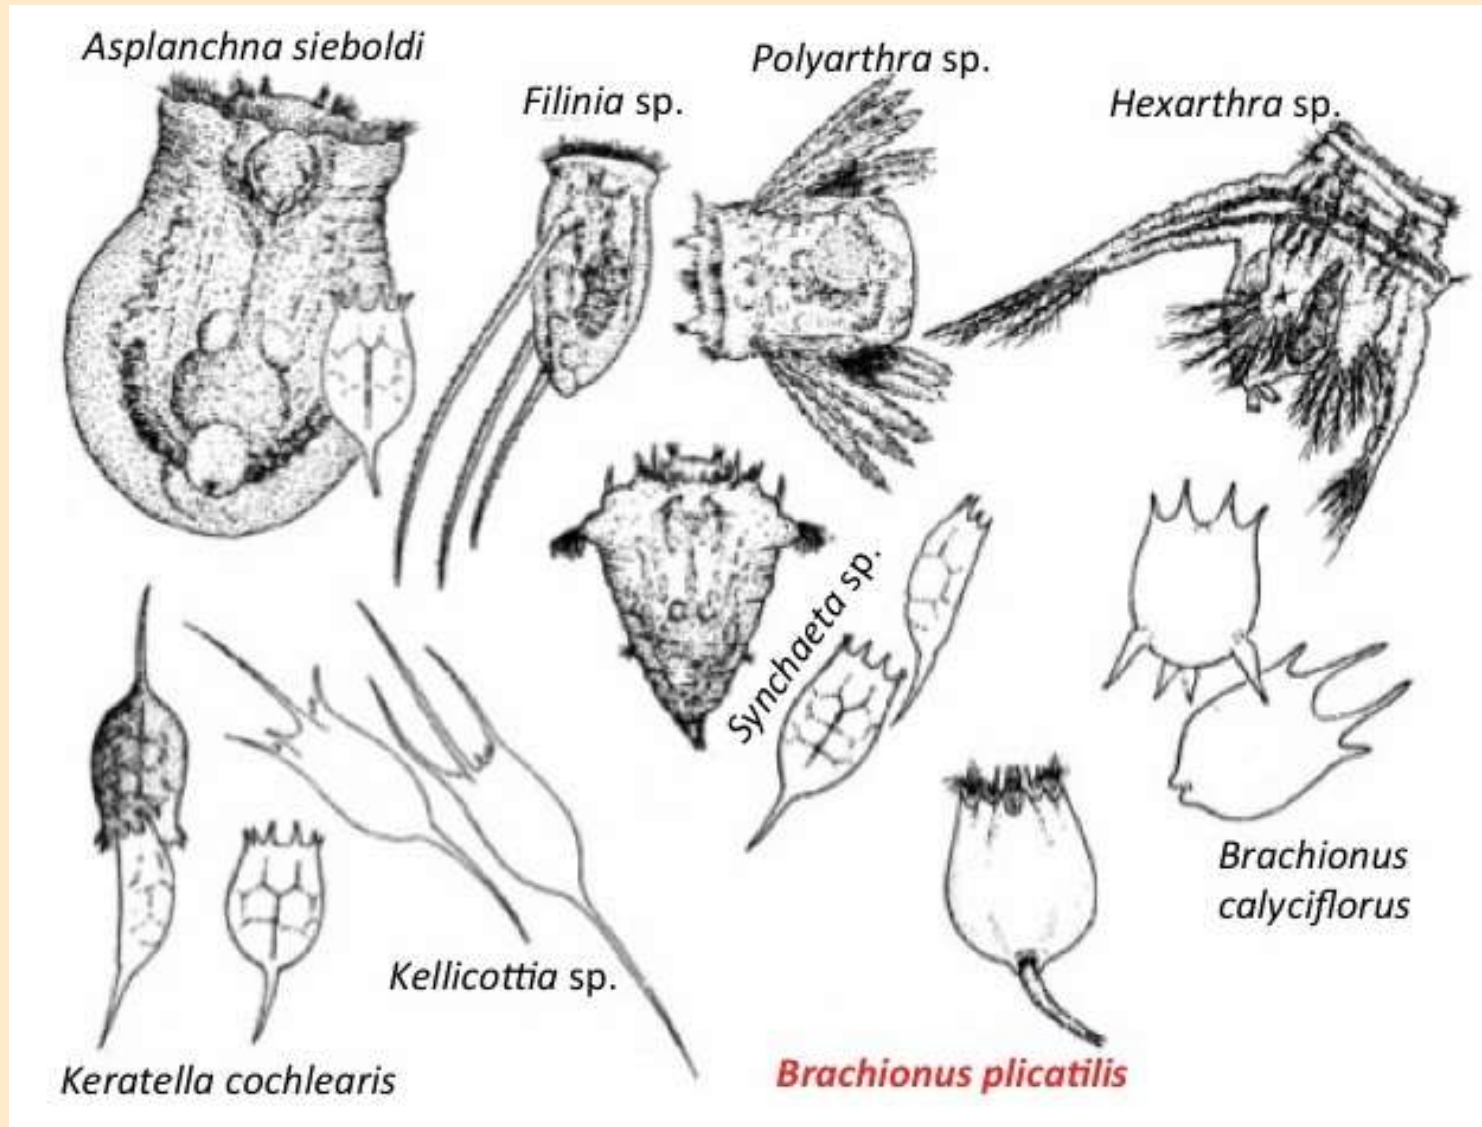 Asplanchna sieboldi
Filinia sp.
Polyarthra sp.
Hexarthra sp.
Synchaeta sp.
Brachionus
calyciflorus
Kellicottia sp.
Keratella cochlearis
Brachionus plicatilis